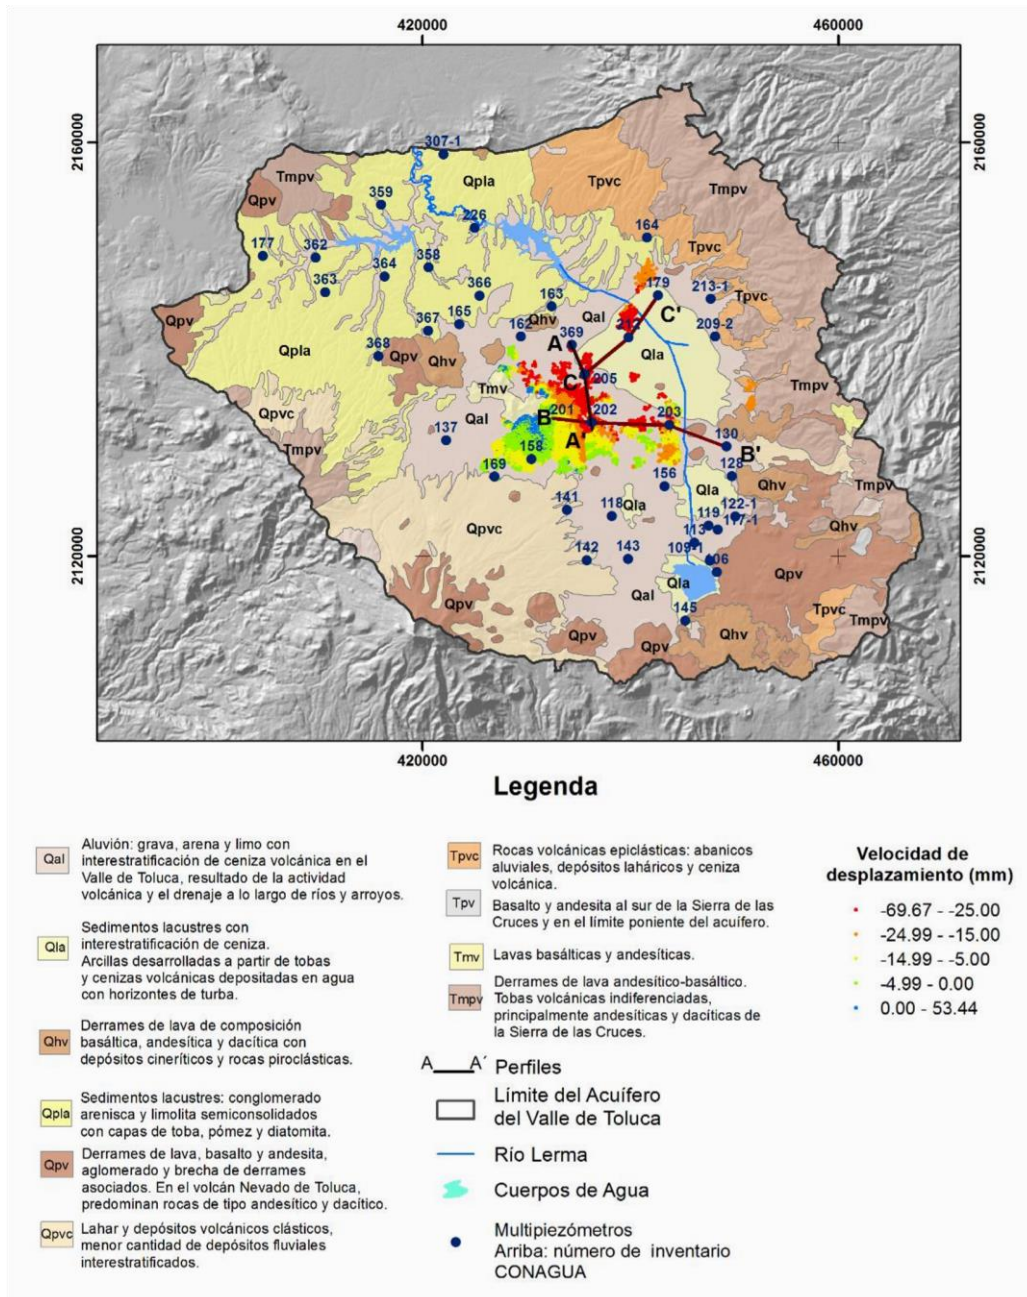 420000
460000
2160000
2160000
307-1
Tmpv
Qpla
Tpvc
Tmpv
Qpv
359
226
164
177
362
358
Tpvc
364
363
366
179
213-1
Tpvc
163
C'
367
165
162
Qhv
369
Qal
212
209-2
Qpv
A
Qpla
368
Qpv
Qhv
Qla
C
205
Tmpv
Tmv
Qpvc
Qal
B
201
202
203
A'
130
B'
137
Tmpv
158
128
169
156
Qla
Qhv
Tmpv
141
118
Qla
122-1
119
117-1
Qhv
Qpvc
113
2120000
2120000
142
143
109-1
106
Qpv
Qla
Qpv
Qal
145
Tpvc
Tmpv
Qpv
Qpv
Qhv
420000
460000
Legenda
Qal
Aluvión: grava, arena y limo con
interestratificación de ceniza volcánica en el
Valle de Toluca, resultado de la actividad
volcánica y el drenaje a lo largo de ríos y arroyos.
Qla
Sedimentos lacustres con
interestratificación de ceniza.
Arcillas desarrolladas a partir de tobas
y cenizas volcánicas depositadas en agua
con horizontes de turba.
Qhv
Derrames de lava de composición
basáltica, andesítica y dacítica con
depósitos cineríticos y rocas piroclásticas.
Qpla
Sedimentos lacustres: conglomerado
arenisca y limolita semiconsolidados
con capas de toba, pómez y diatomita.
Qpv
Derrames de lava, basalto y andesita,
aglomerado y brecha de derrames
asociados. En el volcán Nevado de Toluca,
predominan rocas de tipo andesítico y dacítico.
Qpvc
Lahar y depósitos volcánicos clásticos,
menor cantidad de depósitos fluviales
interestratificados.
Tpvc
Rocas volcánicas epiclásticas: abanicos
aluviales, depósitos laháricos y ceniza
volcánica.
Tpv
Basalto y andesita al sur de la Sierra de las
Cruces y en el límite poniente del acuífero.
Tmv
Lavas basálticas y andesíticas.
Tmpv
Derrames de lava andesítico-basáltico.
Tobas volcánicas indiferenciadas,
principalmente andesíticas y dacíticas de
la Sierra de las Cruces.
A A´ Perfiles
Límite del Acuífero
del Valle de Toluca
Río Lerma
Cuerpos de Agua
Multipiezómetros
Arriba: número de inventario
CONAGUA
Velocidad de
desplazamiento (mm)
-69.67 - -25.00
-24.99 - -15.00
-14.99 - -5.00
-4.99 - 0.00
0.00 - 53.44